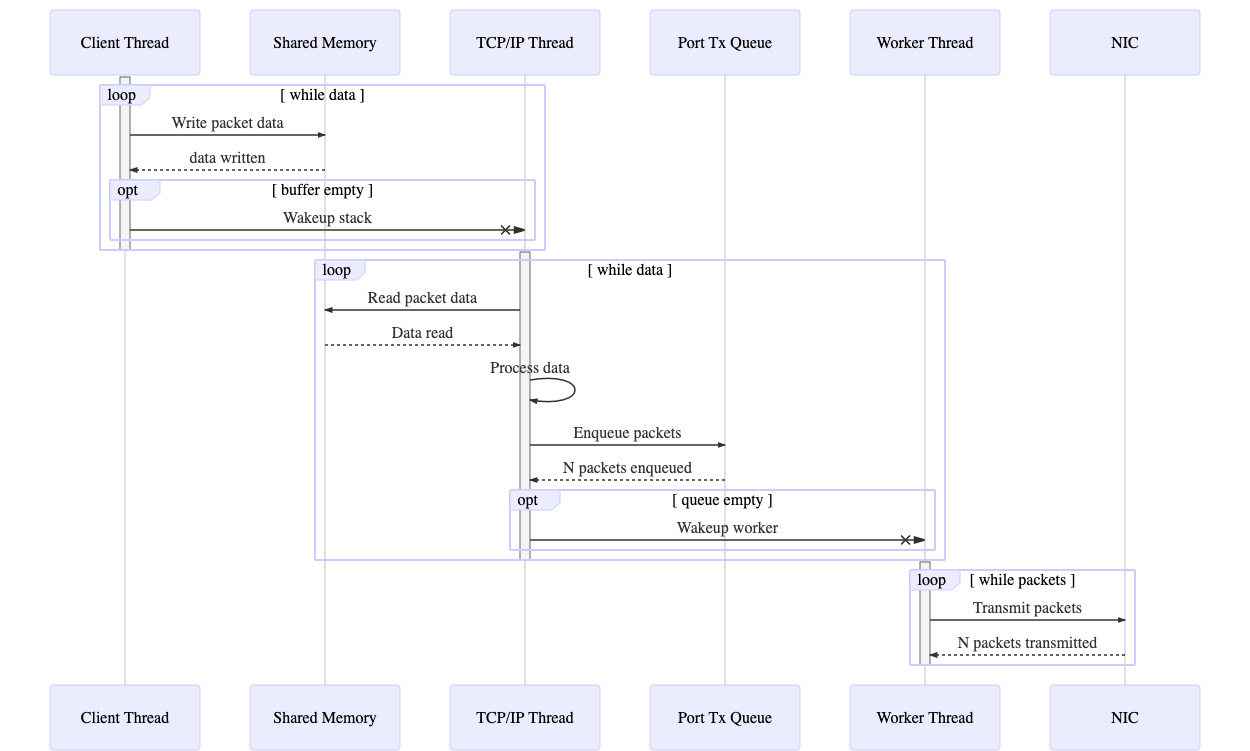 Client Thread
Shared Memory
TCP/IP Thread
Port Tx Queue
Worker Thread
NIC
loop
[ while data ]
Write packet data
data written
opt
[ buffer empty ]
Wakeup stack
loop
[ while data ]
Read packet data
Data read
Process data
Enqueue packets
N packets enqueued
opt
[ queue empty ]
Wakeup worker
loop
[ while packets ]
Transmit packets
N packets transmitted
Client Thread
Shared Memory
TCP/IP Thread
Port Tx Queue
Worker Thread
NIC